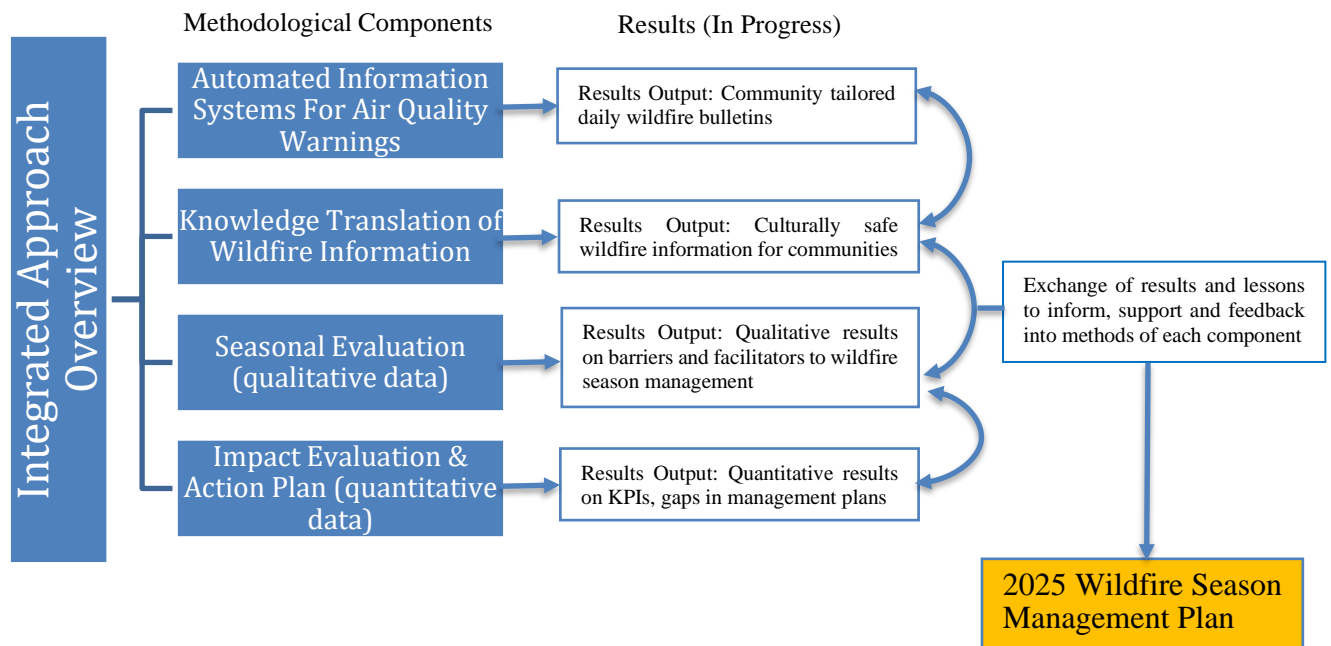 Integrated Approach
Overview
Methodological Components
Results (In Progress)
Automated Information
Systems For Air Quality
Warnings
Results Output: Community tailored
daily wildfire bulletins
Knowledge Translation of
Wildfire Information
Results Output: Culturally safe
wildfire information for communities
Seasonal Evaluation
(qualitative data)
Results Output: Qualitative results
on barriers and facilitators to wildfire
season management
Impact Evaluation &
Action Plan (quantitative
data)
Results Output: Quantitative results
on KPIs, gaps in management plans
Exchange of results and lessons
to inform, support and feedback
into methods of each component
2025 Wildfire Season
Management Plan